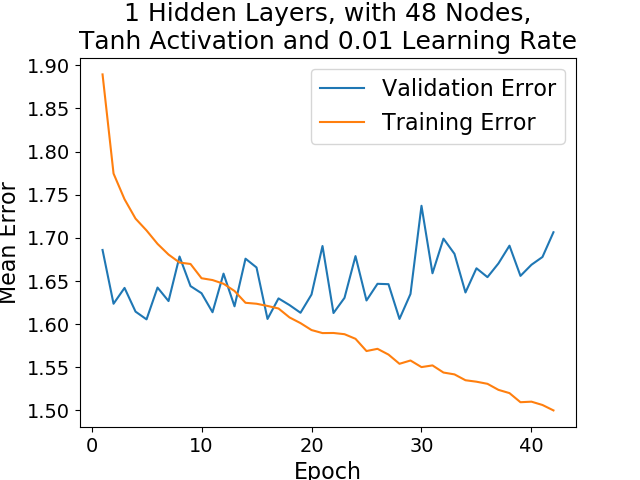 1 Hidden Layers, with 48 Nodes,
Tanh Activation and 0.01 Learning Rate
1.90
1.85
1.80
1.75
1.70
1.65
1.60
1.55
1.50
Mean Error
Validation Error
Training Error
0
10
20
30
40
Epoch